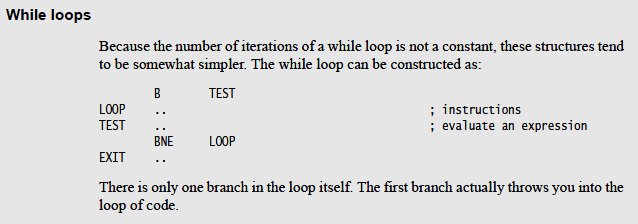 While loops
Because the number of iterations of a while loop is not a constant, these structures tend
to be somewhat simpler. The while loop can be constructed as:
B TEST
LOOP .. ; instructions
TEST .. ; evaluate an expression
BNE LOOP
EXIT ..
There is only one branch in the loop itself. The first branch actually throws you into the
loop of code.